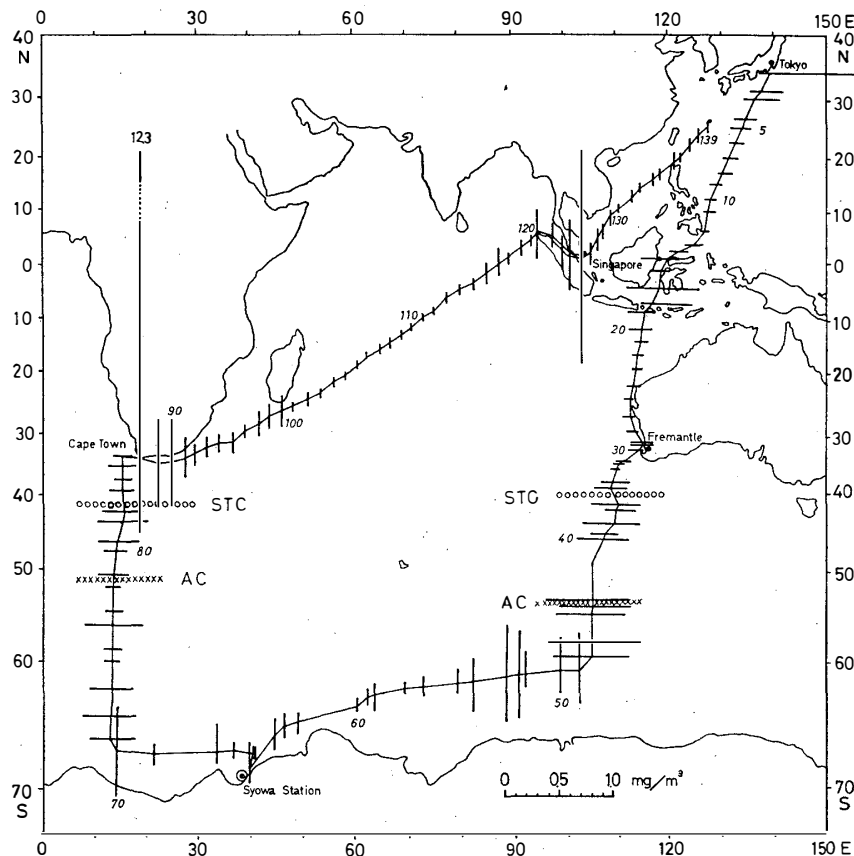 0 30 60 90 120 150 E
40 40
N N
Tokyo
30 30
139
5
12.3
20 20
10
10 10
130
120
0 0
Singapore
110
10 10
20
20 20
90
100
30 30
Cape Town
30 Fremantle
40 40
STC STC
80 40
50 50
AC AC
60 60
50
60
0 0.5 1.0 mg/m³
70 Syowa Station
70 70
S S
0 30 60 90 120 150 E